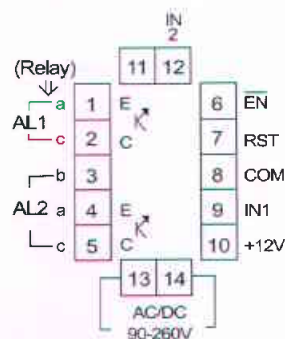 IN
2
11 12
(Relay)
a 1 E 6 EN
AL1 K 7 RST
c 2 C
b 3 8 COM
AL2 a 4 E 9 IN1
K
c 5 C 10 +12V
13 14
AC/DC
90-260V